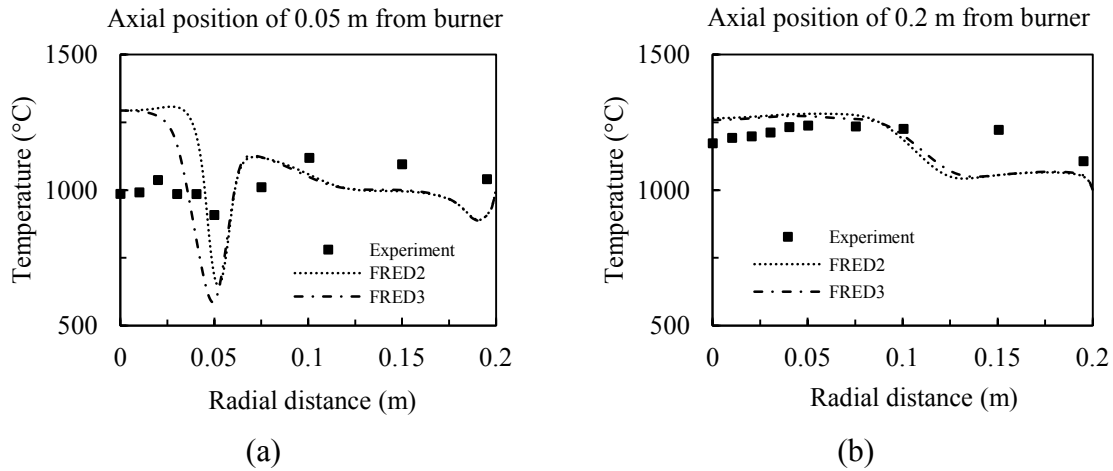 Axial position of 0.05 m from burner
1500
1000
500
Temperature (°C)
Experiment
FRED2
FRED3
0 0.05 0.1 0.15 0.2
Radial distance (m)
(a)
Axial position of 0.2 m from burner
1500
1000
500
Temperature (°C)
Experiment
FRED2
FRED3
0 0.05 0.1 0.15 0.2
Radial distance (m)
(b)